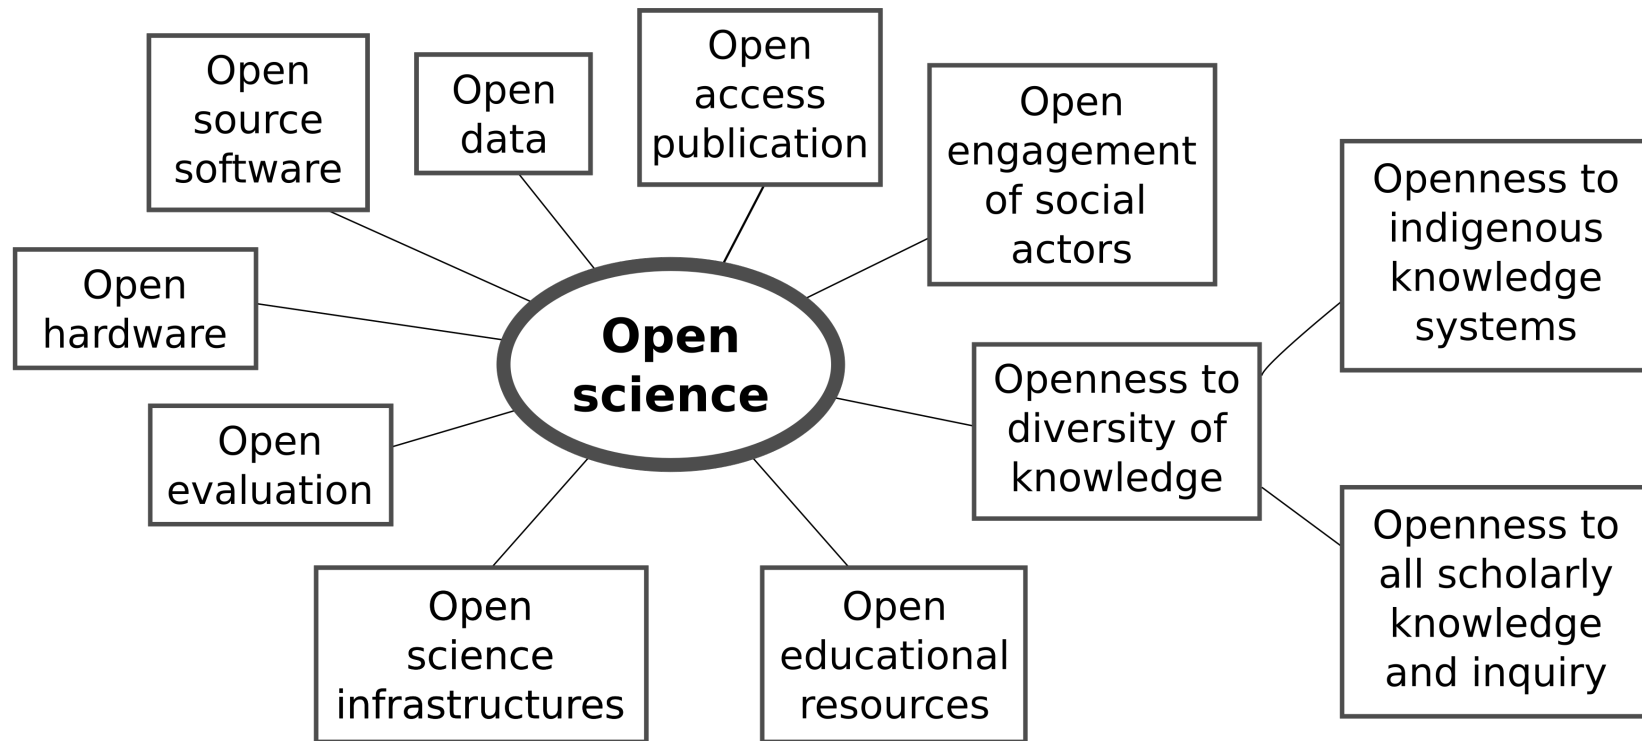 Open
source
software
Open
data
Open
access
publication
Open
engagement
of social
actors
Openness to
indigenous
knowledge
systems
Open
hardware
Open
science
Openness to
diversity of
knowledge
Open
evaluation
Openness to
all scholarly
knowledge
and inquiry
Open
science
infrastructures
Open
educational
resources